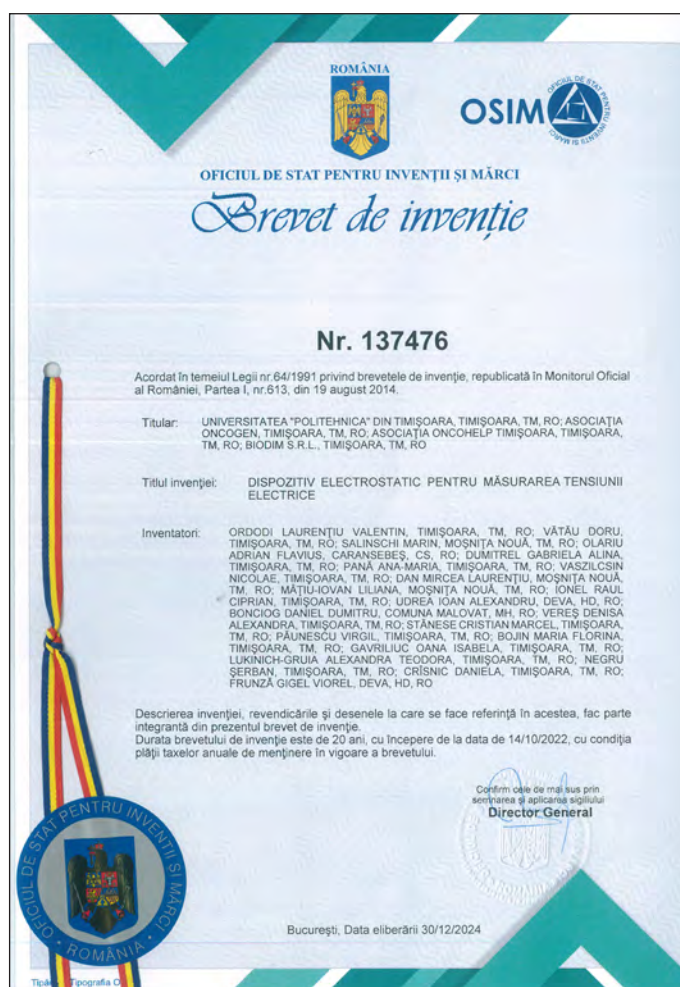 ROMÂNIA
OSIM
OFICIUL DE STAT PENTRU INVENTII SI MARCI
OFICIUL DE STAT PENTRU INVENȚII ȘI MĂRCI
Brevet de invenție
Nr. 137476
Acordat în temeiul Legii nr.64/1991 privind brevetele de invenție, republicată în Monitorul Oficial
al României, Partea I, nr.613, din 19 august 2014.
Titular: UNIVERSITATEA "POLITEHNICA" DIN TIMIȘOARA, TIMIȘOARA, TM, RO; ASOCIAȚIA
ONCOGEN, TIMIȘOARA, TM, RO; ASOCIAȚIA ONCOHELP TIMIȘOARA, TIMIȘOARA,
TM, RO; BIODIM S.R.L., TIMIȘOARA, TM, RO
Titlul invenției: DISPOZITIV ELECTROSTATIC PENTRU MĂSURAREA TENSIUNII
ELECTRICE
Inventatori: ORDODI LAURENȚIU VALENTIN, TIMIȘOARA, TM, RO; VĂTĂU DORU,
TIMIȘOARA, TM, RO; SALINSCHI MARIN, MOȘNIȚA NOUĂ, TM, RO; OLARIU
ADRIAN FLAVIUS, CARANSEBEȘ, CS, RO; DUMITREL GABRIELA ALINA,
TIMIȘOARA, TM, RO; PANĂ ANA-MARIA, TIMIȘOARA, TM, RO; VASZILCSIN
NICOLAE, TIMIȘOARA, TM, RO; DAN MIRCEA LAURENȚIU, MOȘNIȚA NOUĂ,
TM, RO; MÂȚIU-IOVAN LILIANA, MOȘNIȚA NOUĂ, TM, RO; IONEL RAUL
CIPRIAN, TIMIȘOARA, TM, RO; UDREA IOAN ALEXANDRU, DEVA, HD, RO;
BONCIOG DANIEL DUMITRU, COMUNA MALOVAT, MH, RO; VEREȘ DENISA
ALEXANDRA, TIMIȘOARA, TM, RO; STĂNESE CRISTIAN MARCEL, TIMIȘOARA,
TM, RO; PĂUNESCU VIRGIL, TIMIȘOARA, TM, RO; BOJIN MARIA FLORINA,
TIMIȘOARA, TM, RO; GAVRILIUC OANA ISABELA, TIMIȘOARA, TM, RO;
LUKINICH-GRUIA ALEXANDRA TEODORA, TIMIȘOARA, TM, RO; NEGRU
ȘERBAN, TIMIȘOARA, TM, RO; CRÎSNIC DANIELA, TIMIȘOARA, TM, RO;
FRUNZĂ GIGEL VIOREL, DEVA, HD, RO
Descrierea invenției, revendicările și desenele la care se face referință în acestea, fac parte
integrantă din prezentul brevet de invenție.
Durata brevetului de invenție este de 20 ani, cu începere de la data de 14/10/2022, cu condiția
plății taxelor anuale de menținere în vigoare a brevetului.
Confirm cele de mai sus prin
semnarea și aplicarea sigiliului
Director General
OFICIUL DE STAT PENTRU INVENTII SI MARCI
ROMÂNIA
București, Data eliberării 30/12/2024
Tipografia